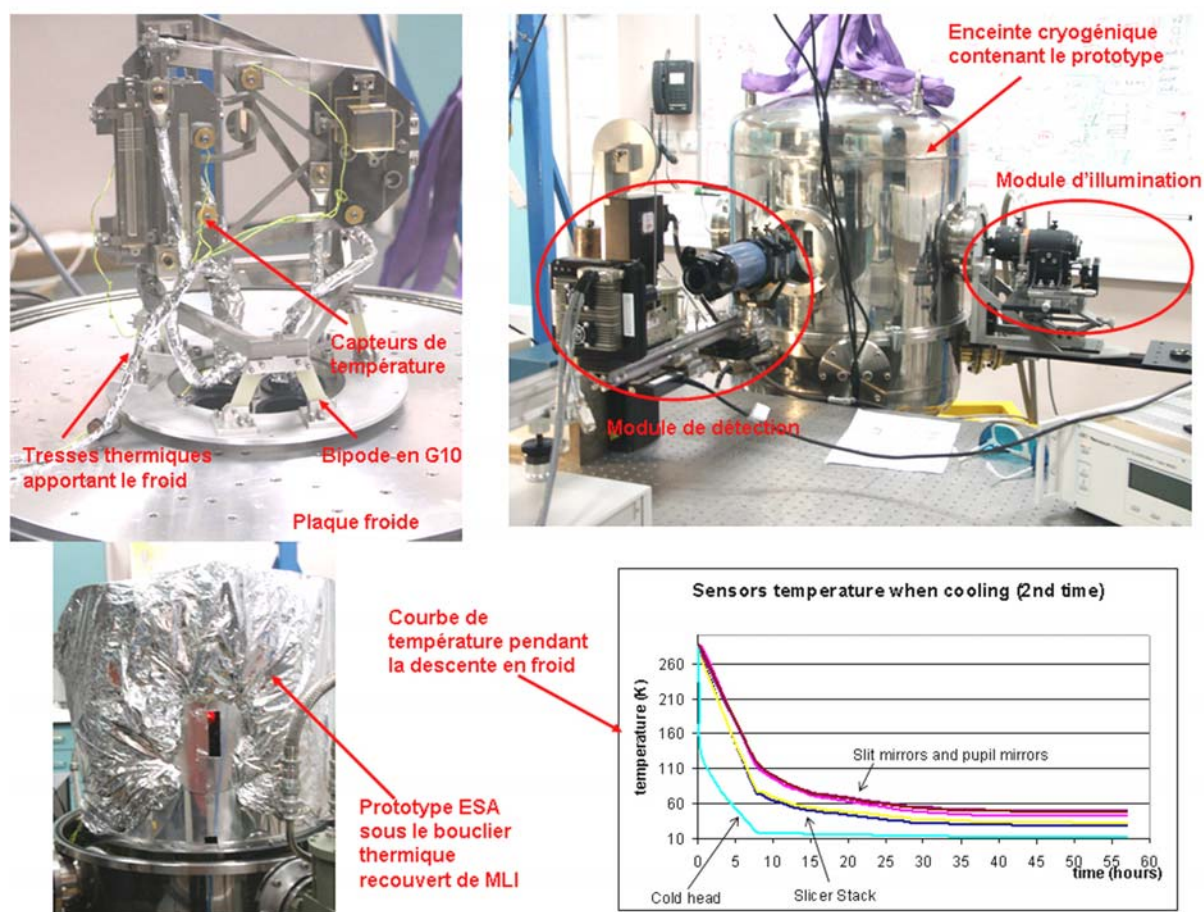 Capteurs de
température
Tresses thermiques
apportant le froid
Bipode en G10
Plaque froide
Enceinte cryogénique
contenant le prototype
Module d'illumination
Module de détection
Prototype ESA
sous le bouclier
thermique
recouvert de MLI
Courbe de
température pendant
la descente en froid
Sensors temperature when cooling (2nd time)
temperature (K)
260
210
160
110
60
10
Slit mirrors and pupil mirrors
0 5 10 15 20 25 30 35 40 45 50 55 60
time (hours)
Cold head
Slicer Stack